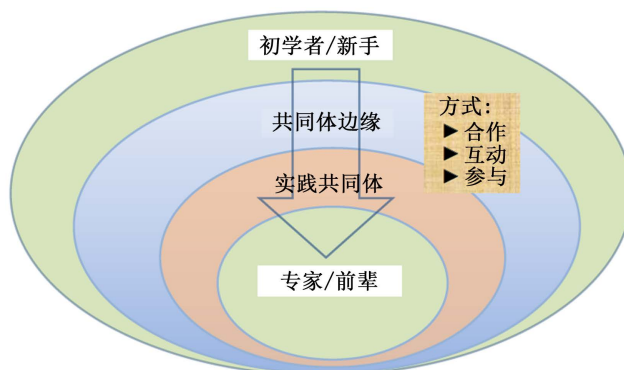 初学者/新手
共同体边缘
实践共同体
专家/前辈
方式:
► 合作
► 互动
► 参与